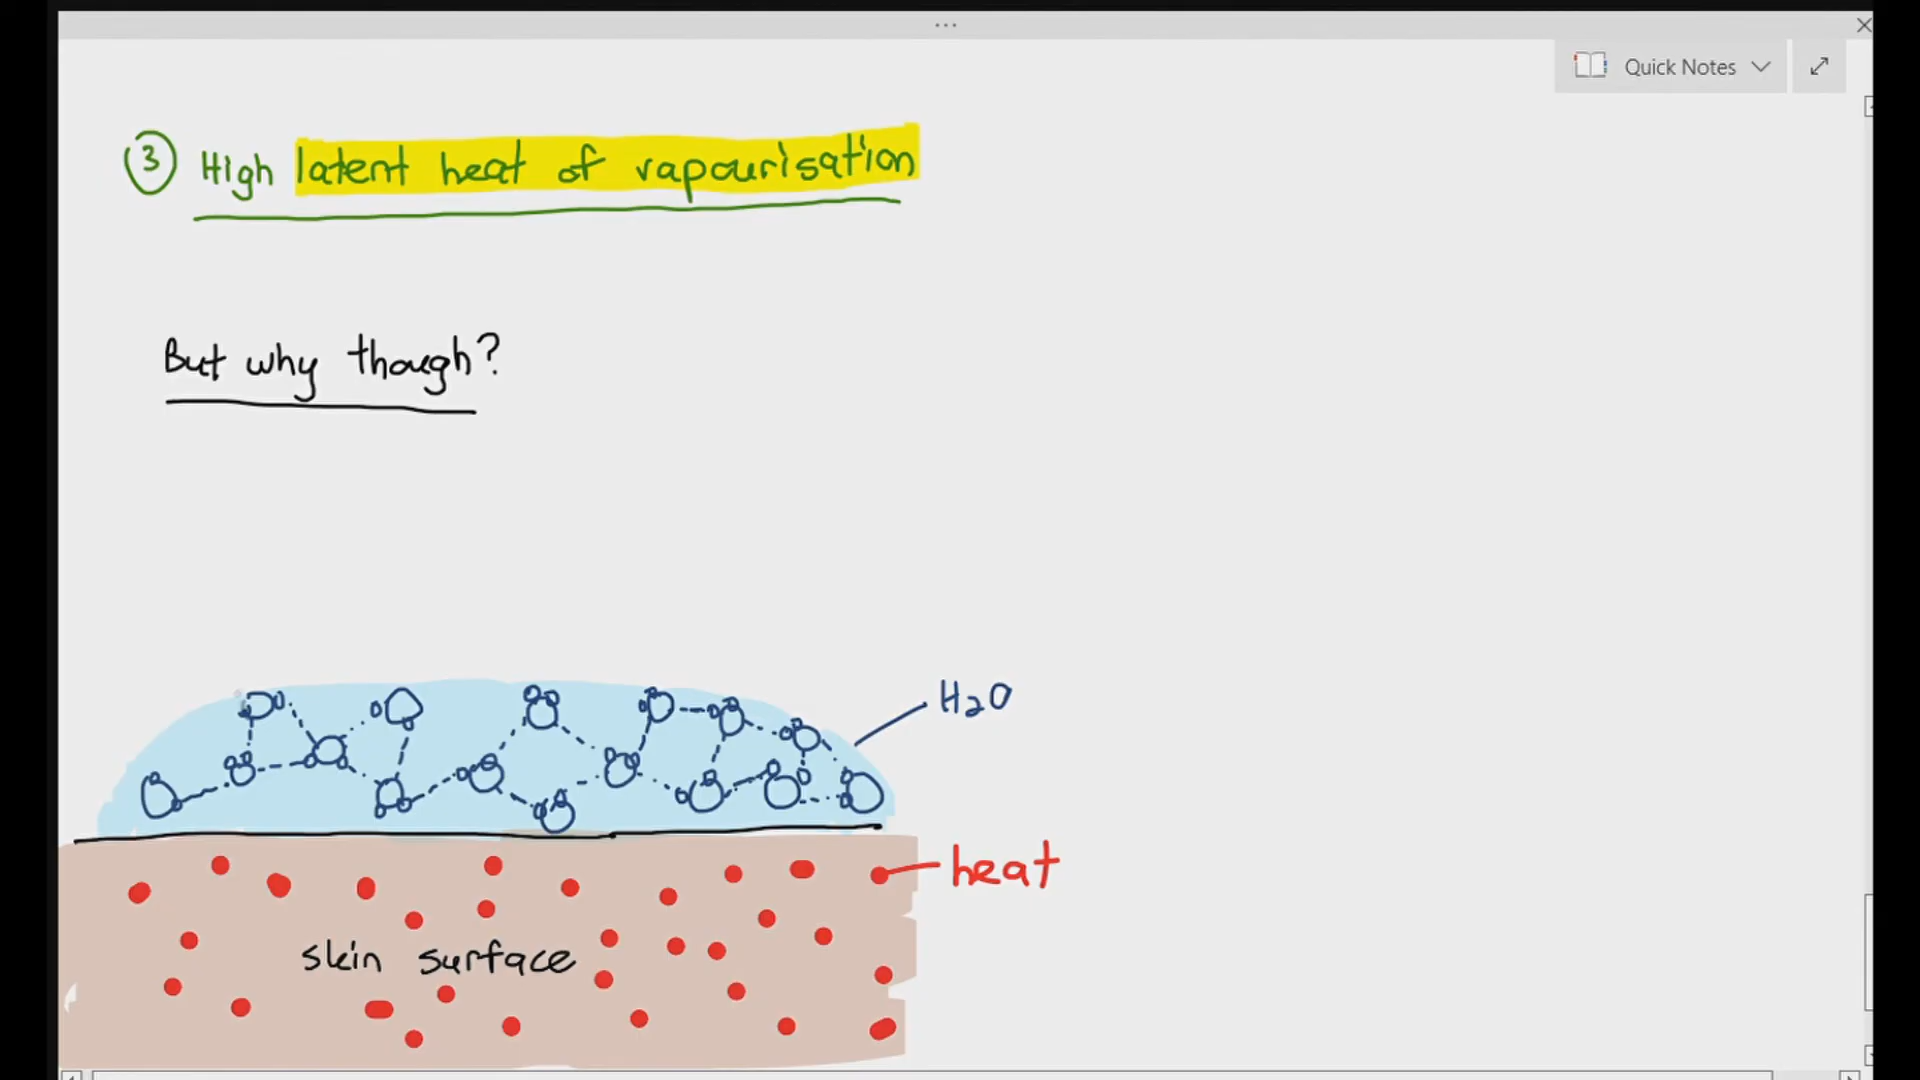 Quick Notes
③ High latent heat of vapourisation
But why though?
H₂O
heat
skin surface